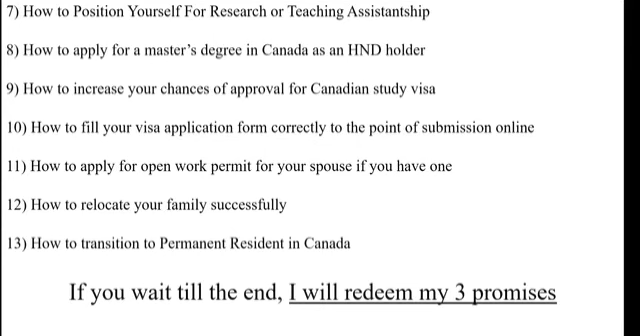 7) How to Position Yourself For Research or Teaching Assistantship
8) How to apply for a master’s degree in Canada as an HND holder
9) How to increase your chances of approval for Canadian study visa
10) How to fill your visa application form correctly to the point of submission online
11) How to apply for open work permit for your spouse if you have one
12) How to relocate your family successfully
13) How to transition to Permanent Resident in Canada
If you wait till the end, I will redeem my 3 promises